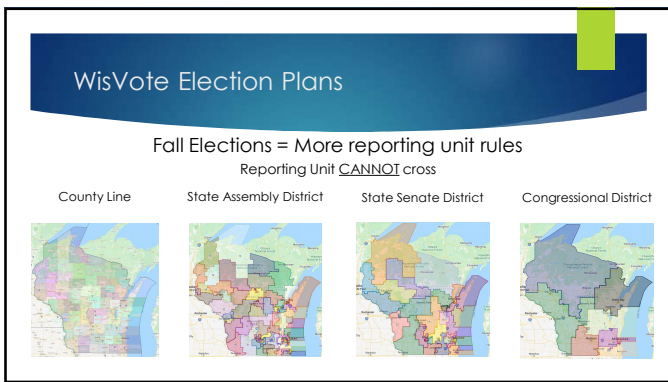 WisVote Election Plans
Fall Elections = More reporting unit rules
Reporting Unit CANNOT cross
County Line
State Assembly District
State Senate District
Congressional District